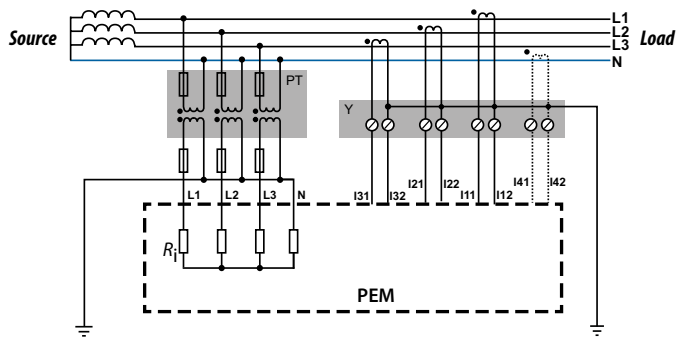 L1
L2
Source
L3
Load
N
PT
Y
L1 L2 L3 N
I31 I32 I21 I22 I11 I12 I41 I42
Ri
PEM